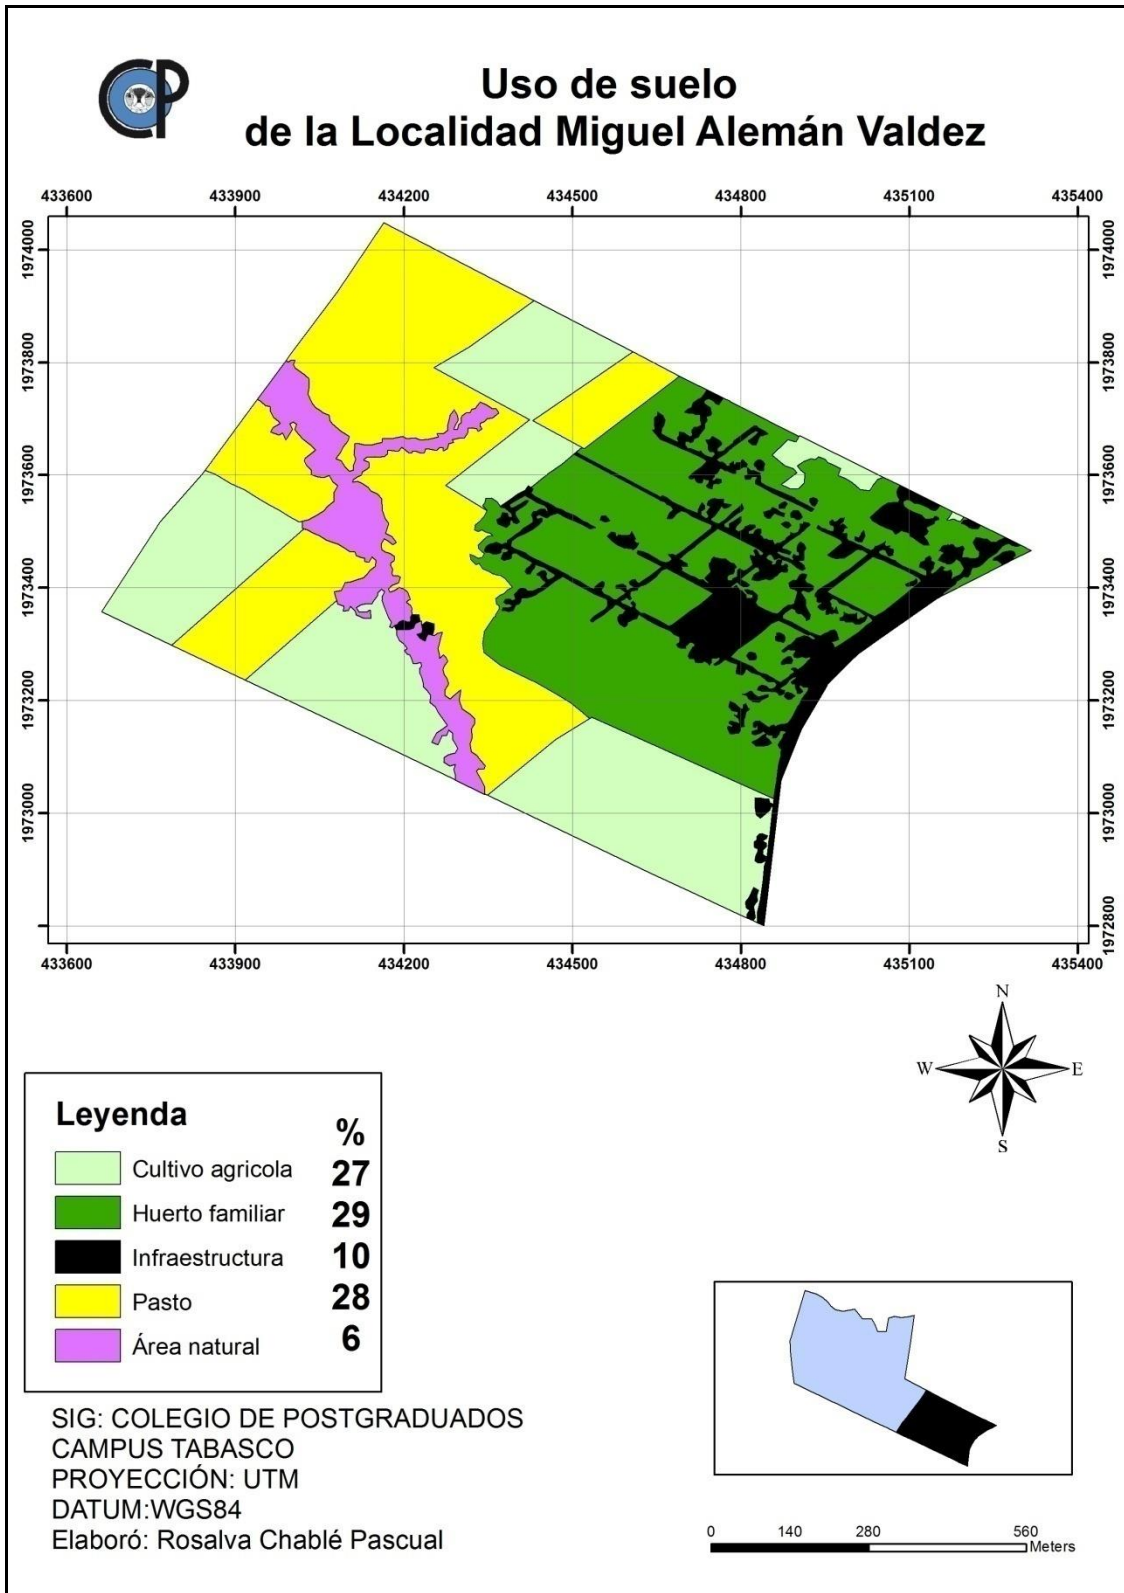 CP
Uso de suelo
de la Localidad Miguel Alemán Valdez
433600 433900 434200 434500 434800 435100 435400
1974000 1974000
1973800 1973800
1973600 1973600
1973400 1973400
1973200 1973200
1973000 1973000
1972800
433600 433900 434200 434500 434800 435100 435400
N
W E
S
Leyenda
%
Cultivo agricola 27
Huerto familiar 29
Infraestructura 10
Pasto 28
Área natural 6
SIG: COLEGIO DE POSTGRADUADOS
CAMPUS TABASCO
PROYECCIÓN: UTM
DATUM:WGS84
Elaboró: Rosalva Chablé Pascual
0 140 280 560
Meters